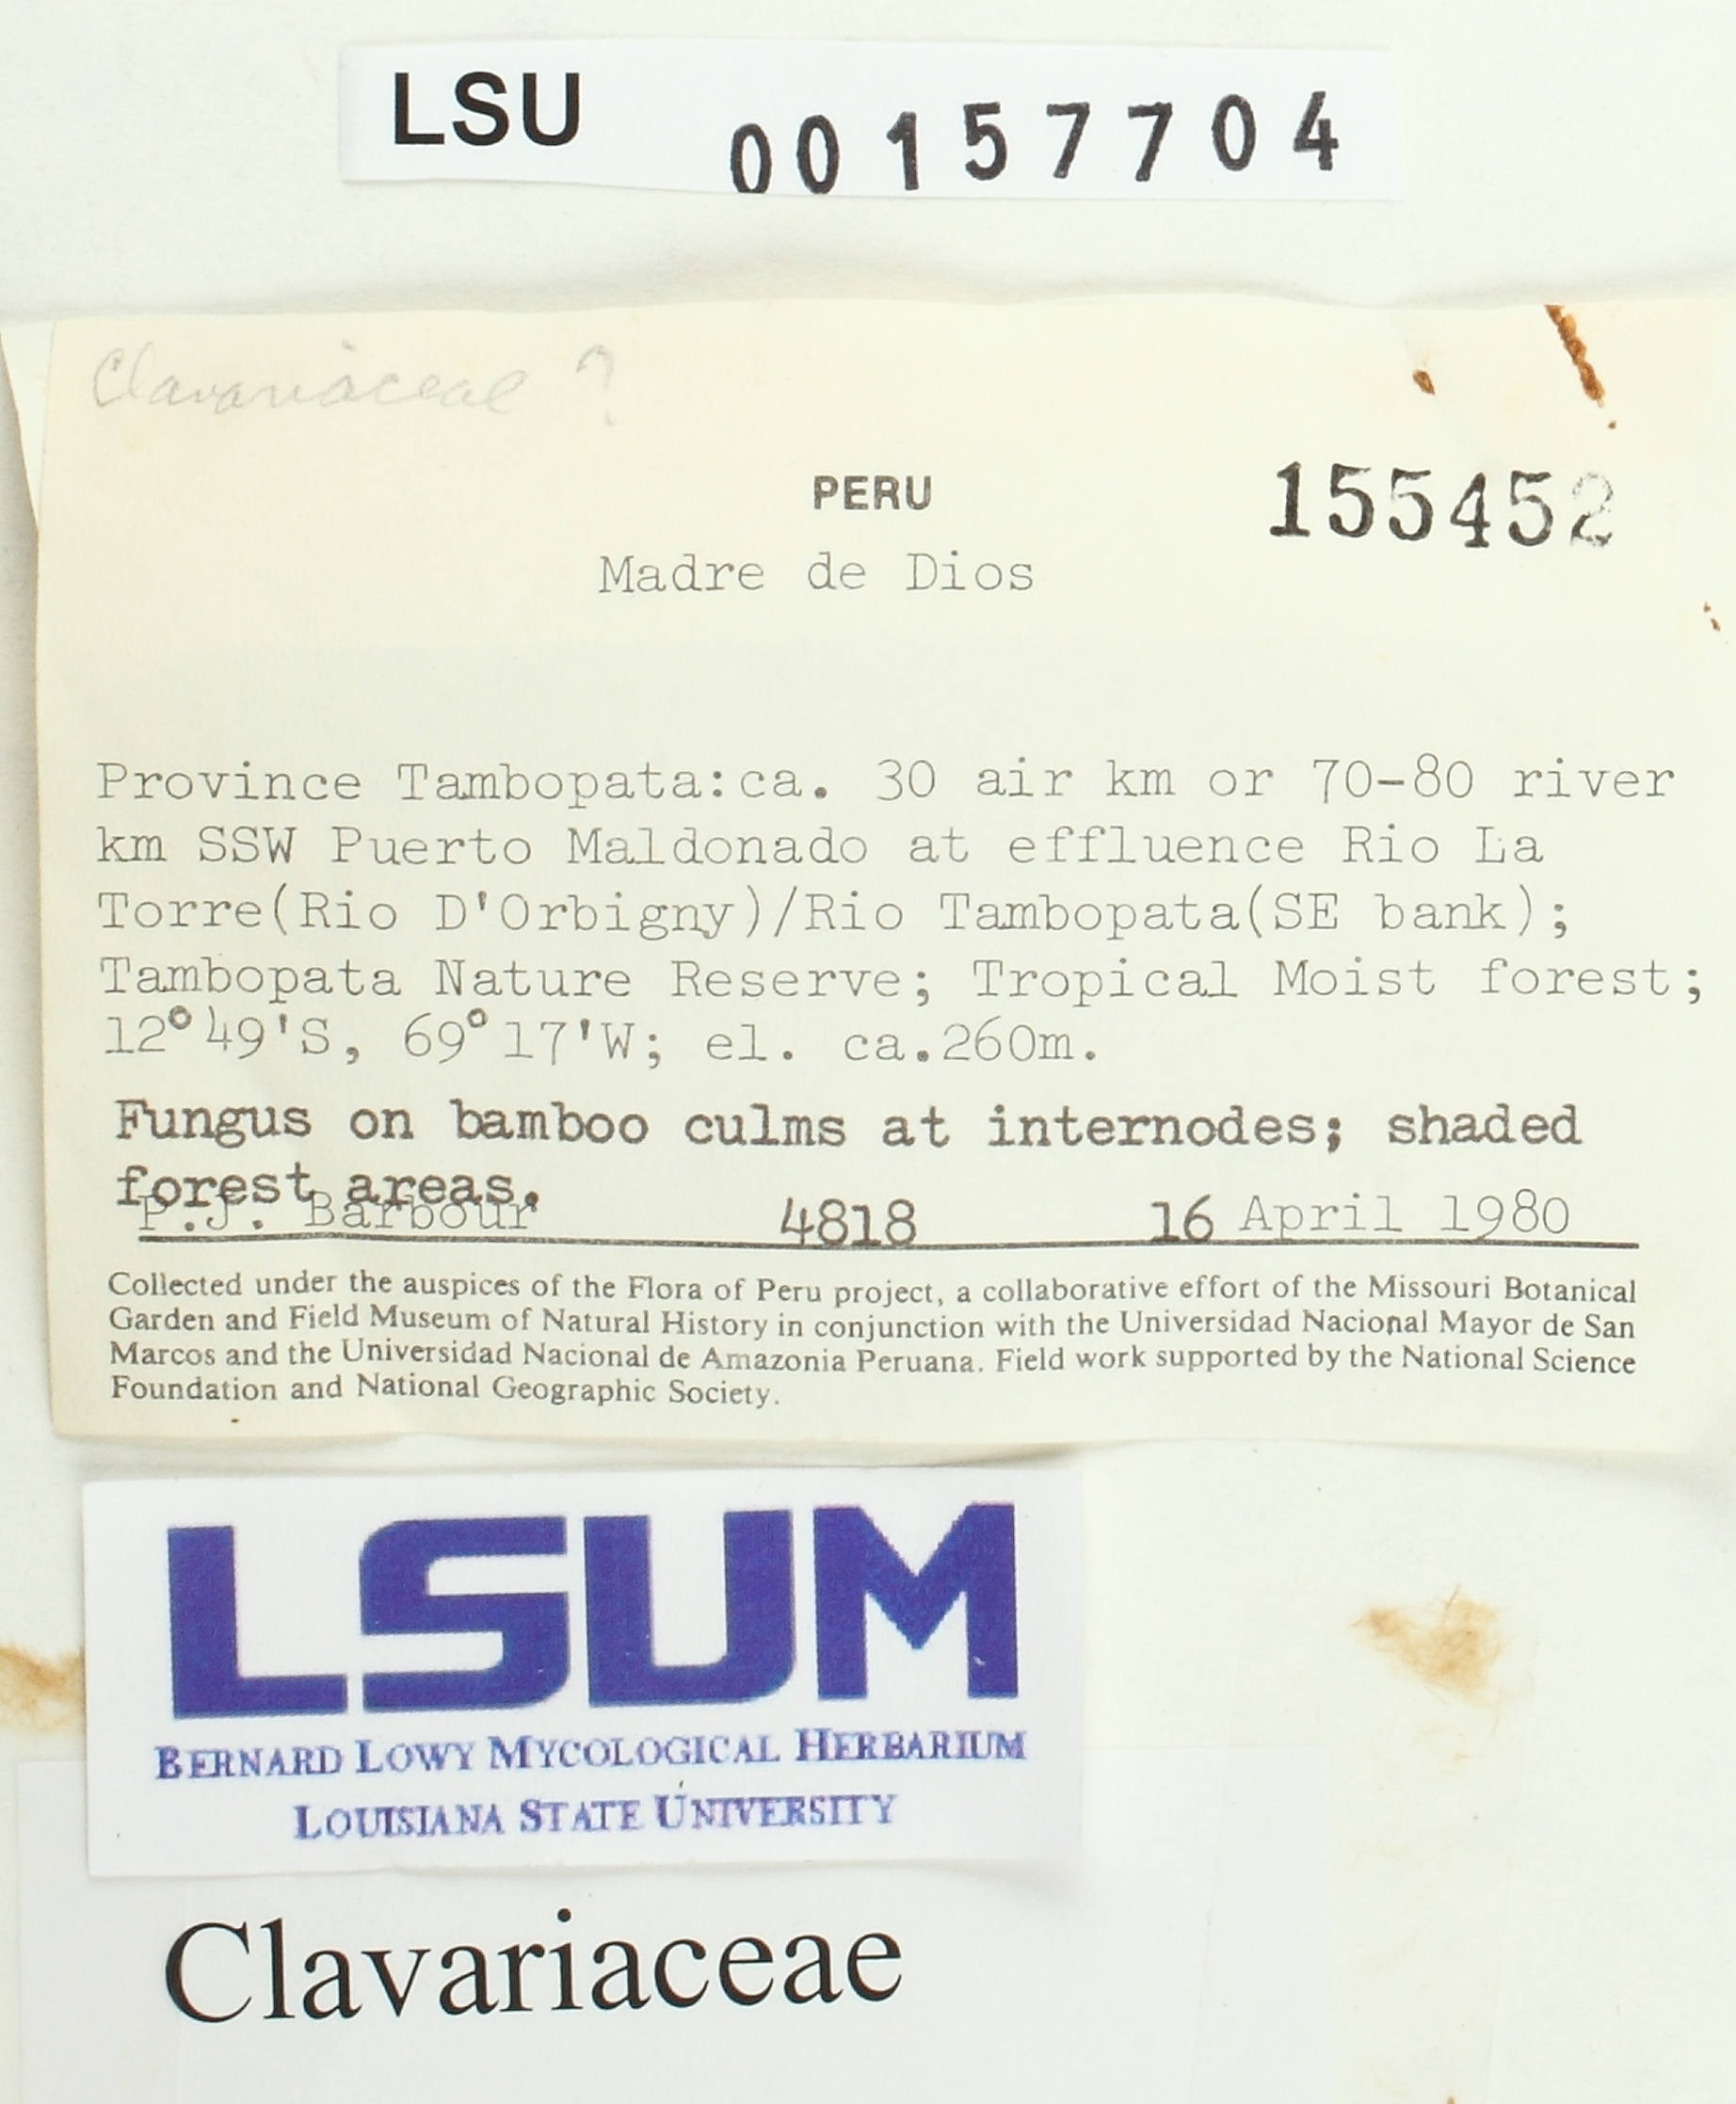 LSU 00157704
Clavariaceae ?
PERU
155452
Madre de Dios
Province Tambopata:ca. 30 air km or 70-80 river
km SSW Puerto Maldonado at effluence Rio La
Torre(Rio D'Orbigny)/Rio Tambopata(SE bank);
Tambopata Nature Reserve; Tropical Moist forest;
12°49'S, 69°17'W; el. ca.260m.
Fungus on bamboo culms at internodes; shaded
forest areas.
P.J. Barbour 4818 16 April 1980
Collected under the auspices of the Flora of Peru project, a collaborative effort of the Missouri Botanical
Garden and Field Museum of Natural History in conjunction with the Universidad Nacional Mayor de San
Marcos and the Universidad Nacional de Amazonia Peruana. Field work supported by the National Science
Foundation and National Geographic Society.
LSUM
BERNARD LOWY MYCOLOGICAL HERBARIUM
LOUISIANA STATE UNIVERSITY
Clavariaceae